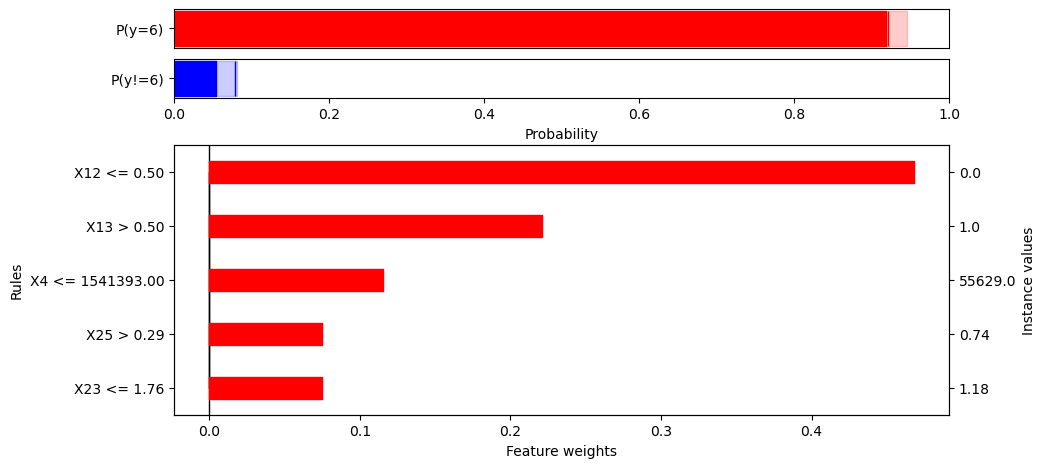 P(y=6)
P(y!=6)
0.0 0.2 0.4 0.6 0.8 1.0
Probability
X12 <= 0.50 0.0
X13 > 0.50 1.0
X4 <= 1541393.00 55629.0
X25 > 0.29 0.74
X23 <= 1.76 1.18
Rules
Instance values
0.0 0.1 0.2 0.3 0.4
Feature weights